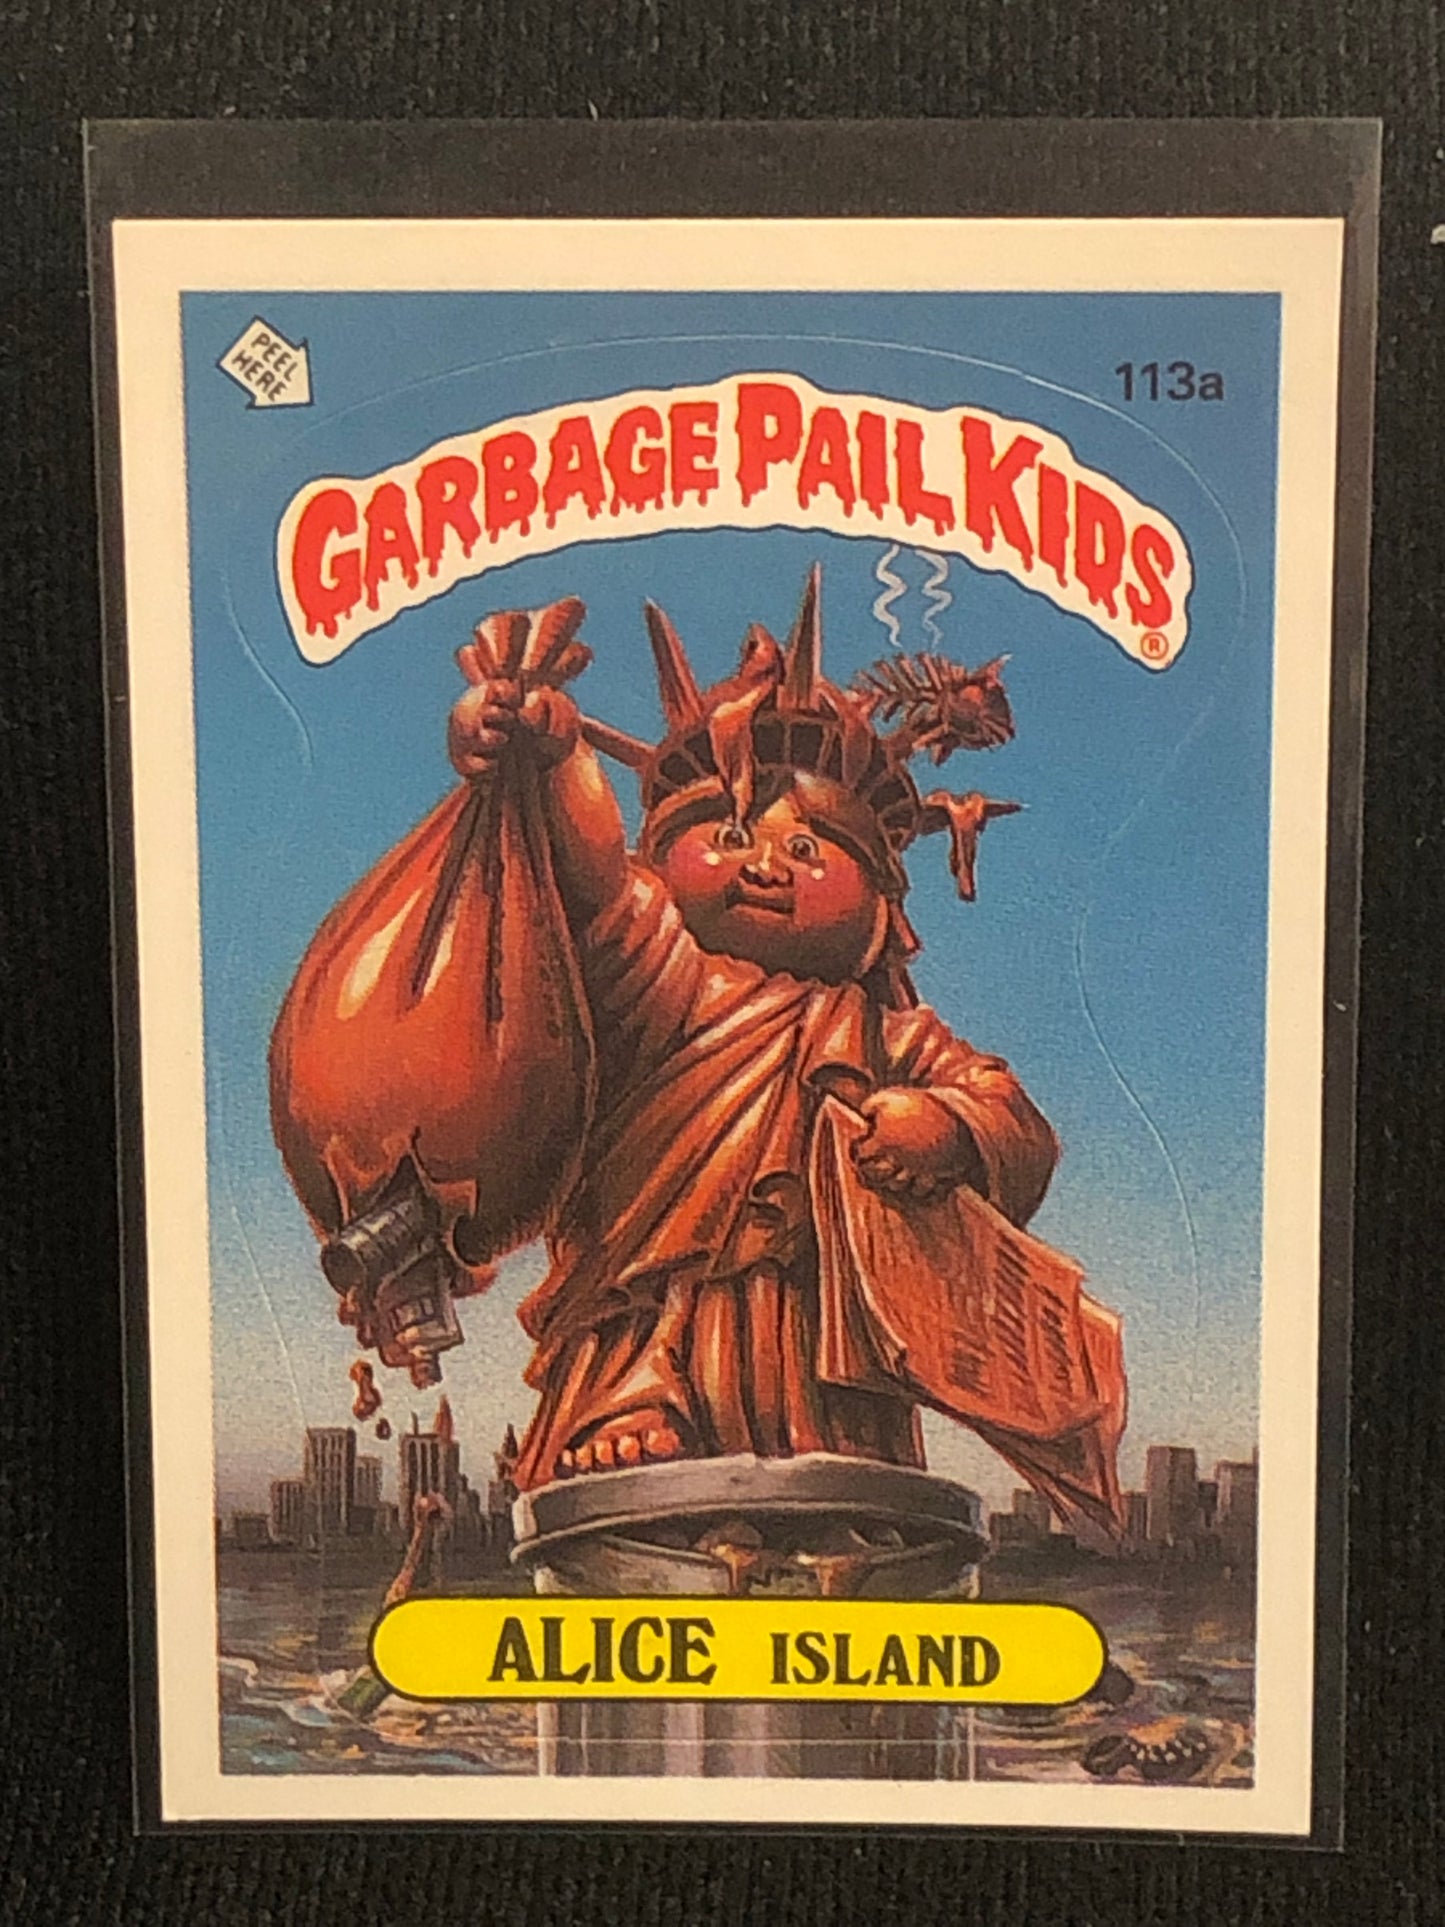 PEEL
HERE
113a
GARBAGE PAIL KIDS
®
ALICE ISLAND